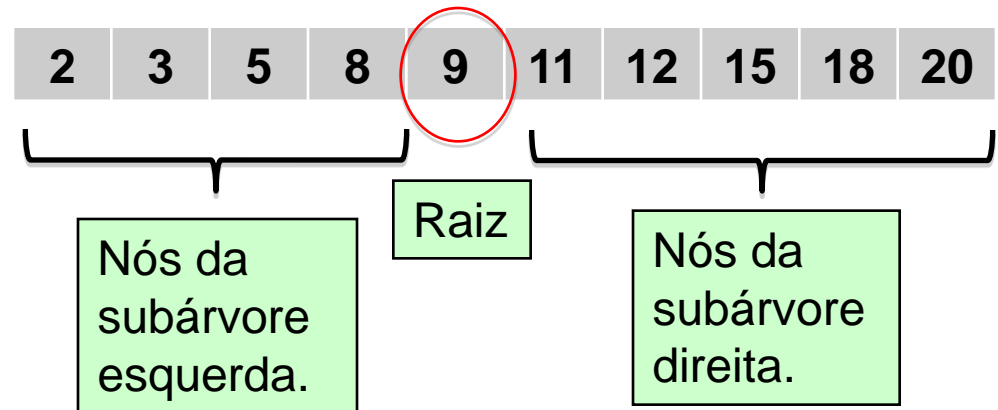 2 3 5 8 9 11 12 15 18 20
Raiz
Nós da
subárvore
esquerda.
Nós da
subárvore
direita.